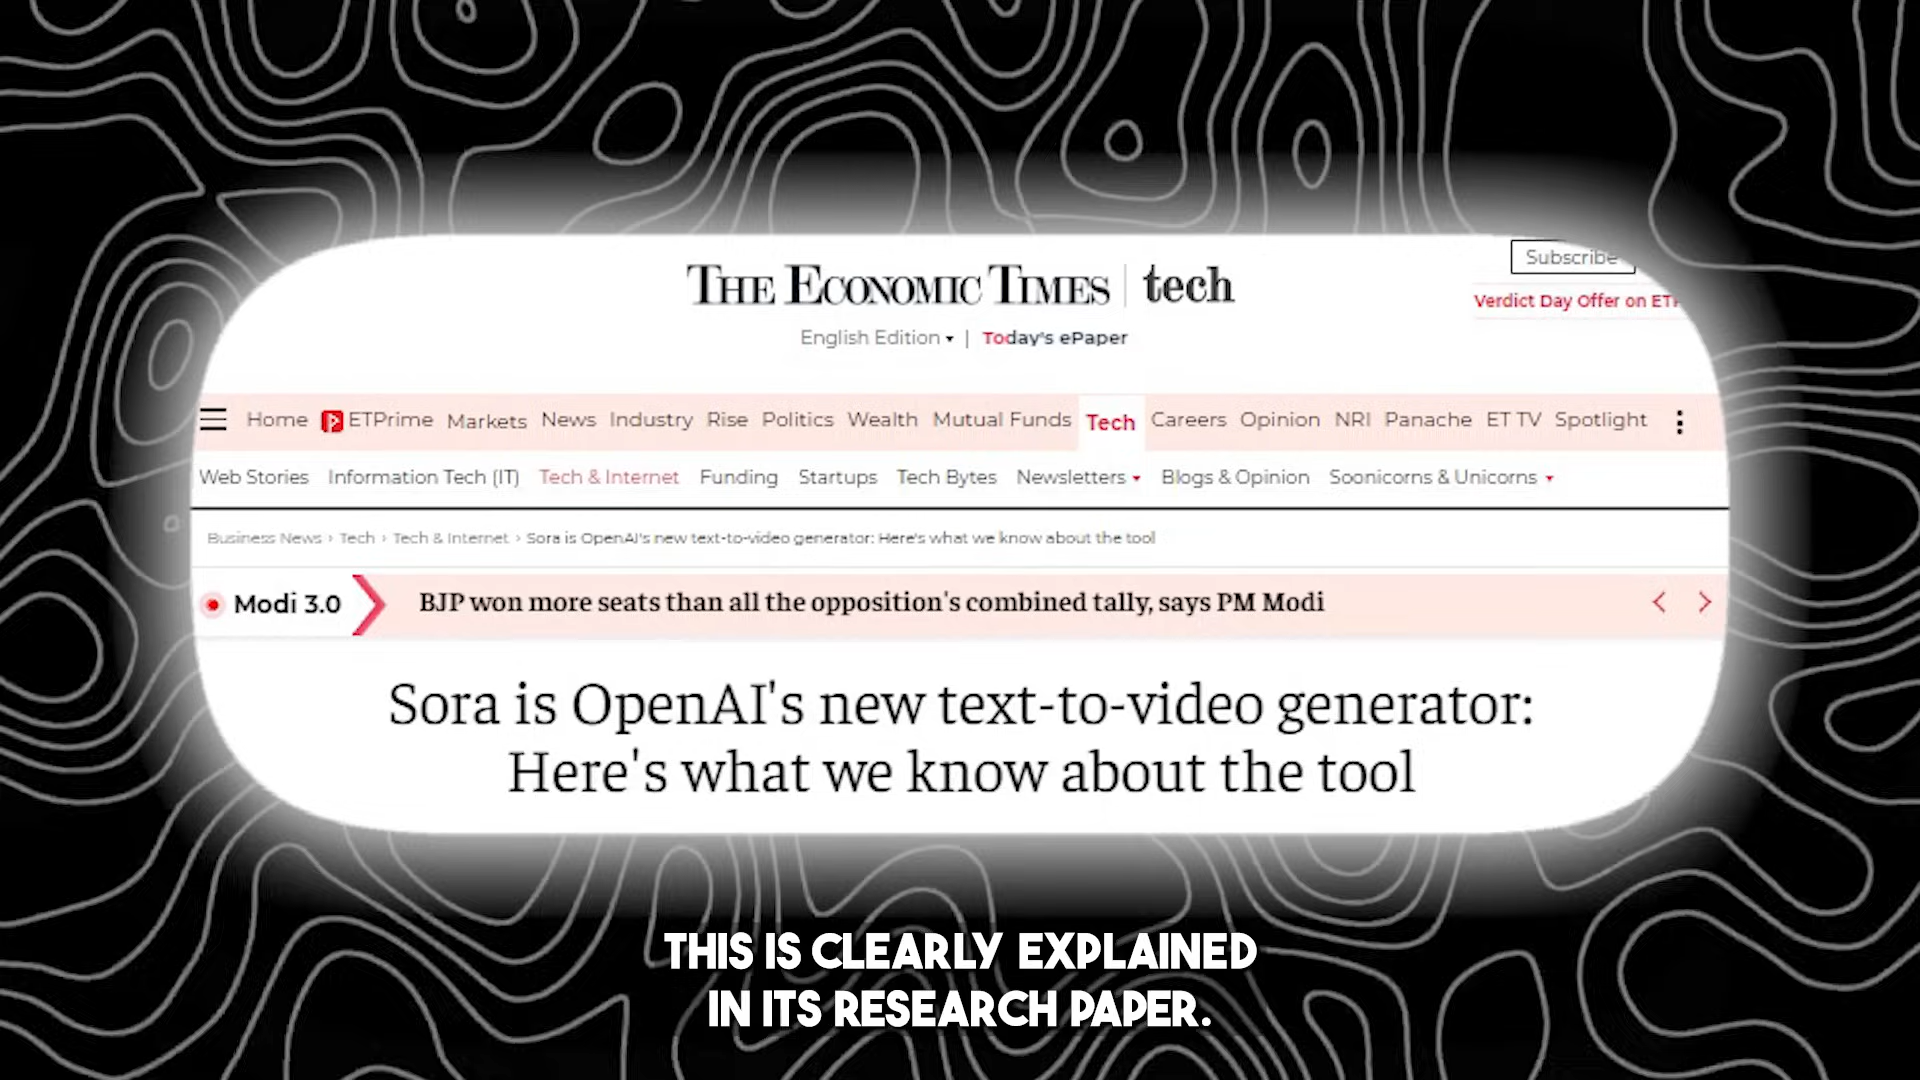 Subscribe
THE ECONOMIC TIMES | tech
Verdict Day Offer on
English Edition | Today's ePaper
Home ETPrime Markets News Industry Rise Politics Wealth Mutual Funds Tech Careers Opinion NRI Panache ET TV Spotlight
Web Stories Information Tech (IT) Tech & Internet Funding Startups Tech Bytes Newsletters Blogs & Opinion Soonicorns & Unicorns
Business News › Tech › Tech & Internet › Sora is OpenAI's new text-to-video generator: Here's what we know about the tool
Modi 3.0 BJP won more seats than all the opposition's combined tally, says PM Modi
Sora is OpenAI's new text-to-video generator:
Here's what we know about the tool
THIS IS CLEARLY EXPLAINED
IN ITS RESEARCH PAPER.